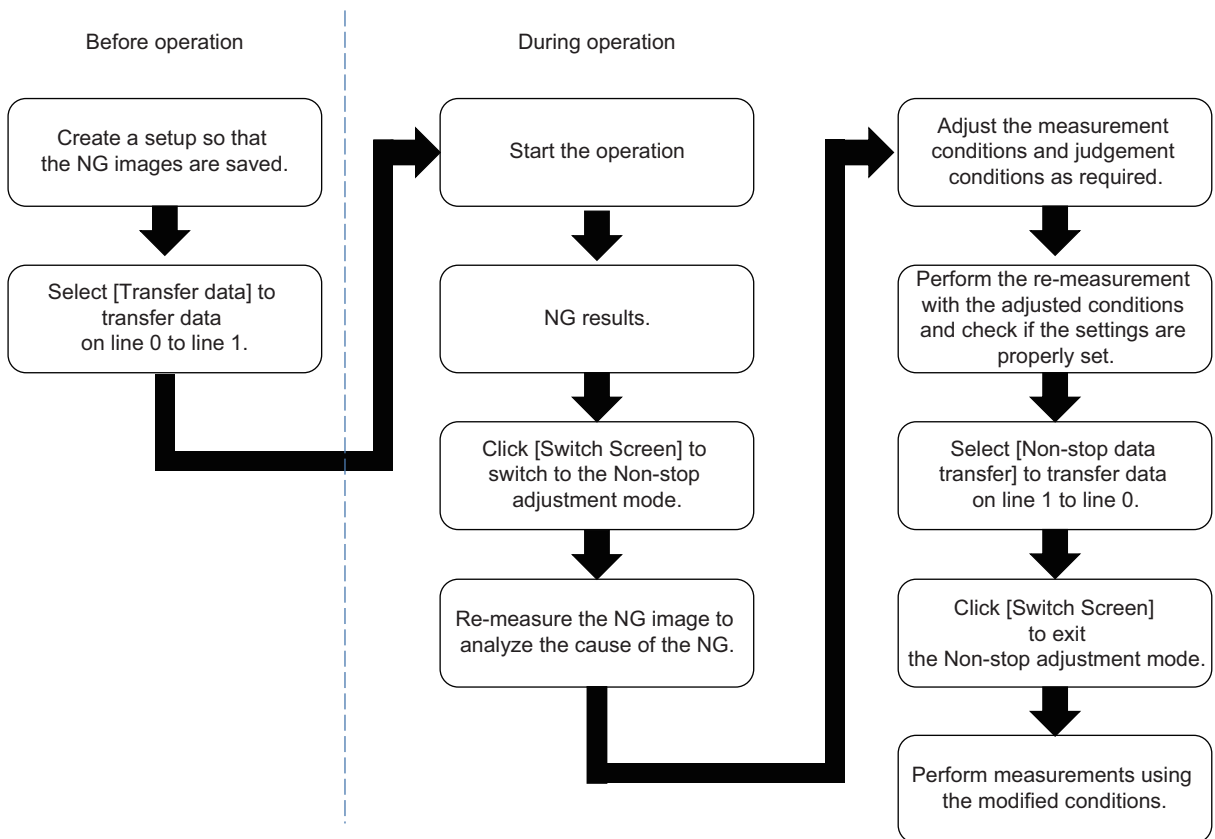 Before operation
Create a setup so that
the NG images are saved.
Select [Transfer data] to
transfer data
on line 0 to line 1.
During operation
Start the operation
NG results.
Click [Switch Screen] to
switch to the Non-stop
adjustment mode.
Re-measure the NG image to
analyze the cause of the NG.
Adjust the measurement
conditions and judgement
conditions as required.
Perform the re-measurement
with the adjusted conditions
and check if the settings are
properly set.
Select [Non-stop data
transfer] to transfer data
on line 1 to line 0.
Click [Switch Screen]
to exit
the Non-stop adjustment mode.
Perform measurements using
the modified conditions.